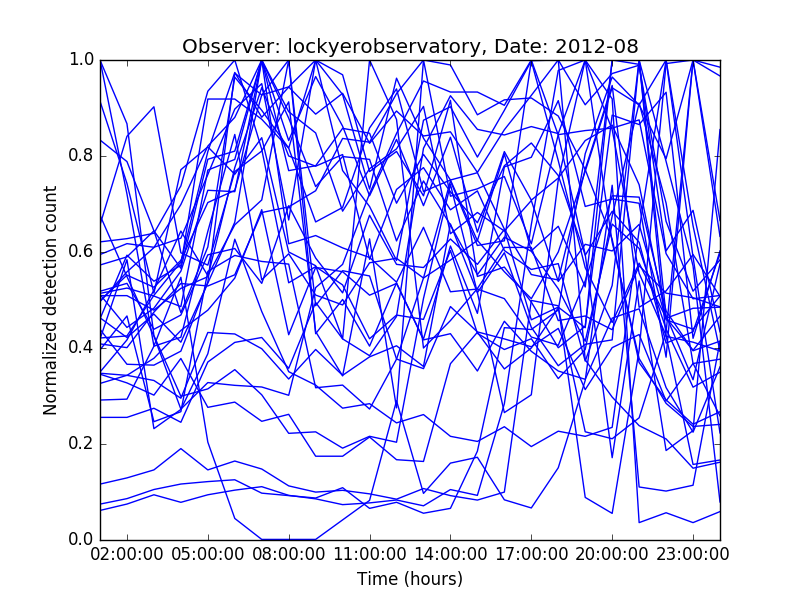 Observer: lockyerobservatory, Date: 2012-08
1.0
0.8
0.6
0.4
0.2
0.0
Normalized detection count
02:00:00 05:00:00 08:00:00 11:00:00 14:00:00 17:00:00 20:00:00 23:00:00
Time (hours)